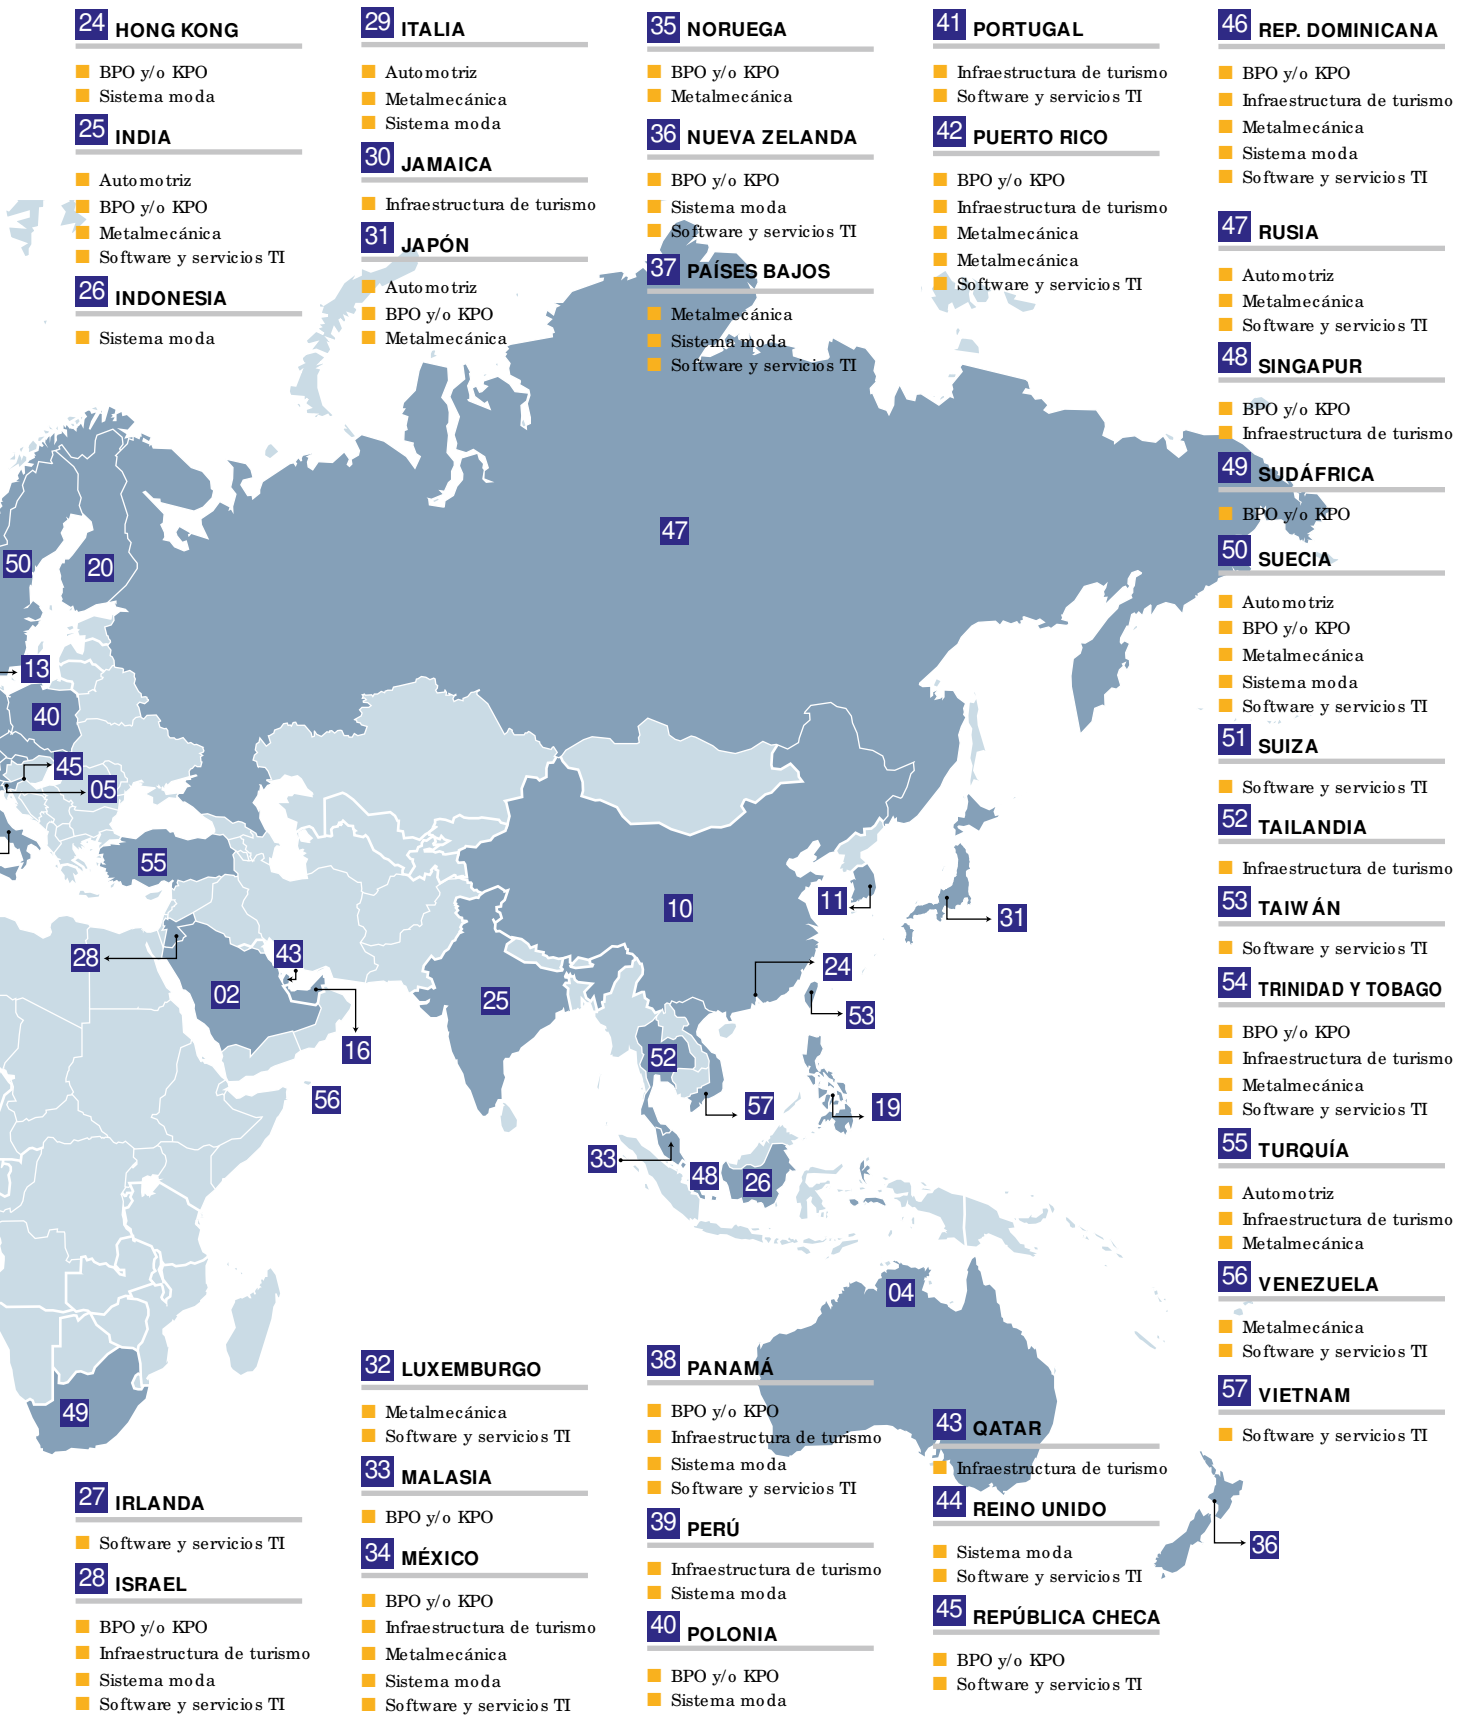 24 HONG KONG
BPO y/o KPO
Sistema moda
25 INDIA
Automotriz
BPO y/o KPO
Metalmecánica
Software y servicios TI
26 INDONESIA
Sistema moda
29 ITALIA
Automotriz
Metalmecánica
Sistema moda
30 JAMAICA
Infraestructura de turismo
31 JAPÓN
Automotriz
BPO y/o KPO
Metalmecánica
35 NORUEGA
BPO y/o KPO
Metalmecánica
36 NUEVA ZELANDA
BPO y/o KPO
Sistema moda
Software y servicios TI
37 PAÍSES BAJOS
Metalmecánica
Sistema moda
Software y servicios TI
41 PORTUGAL
Infraestructura de turismo
Software y servicios TI
42 PUERTO RICO
BPO y/o KPO
Infraestructura de turismo
Metalmecánica
Metalmecánica
Software y servicios TI
46 REP. DOMINICANA
BPO y/o KPO
Infraestructura de turismo
Metalmecánica
Sistema moda
Software y servicios TI
47 RUSIA
Automotriz
Metalmecánica
Software y servicios TI
48 SINGAPUR
BPO y/o KPO
Infraestructura de turismo
49 SUDÁFRICA
BPO y/o KPO
50 SUECIA
Automotriz
BPO y/o KPO
Metalmecánica
Sistema moda
Software y servicios TI
51 SUIZA
Software y servicios TI
52 TAILANDIA
Infraestructura de turismo
53 TAIWÁN
Software y servicios TI
54 TRINIDAD Y TOBAGO
BPO y/o KPO
Infraestructura de turismo
Metalmecánica
Software y servicios TI
55 TURQUÍA
Automotriz
Infraestructura de turismo
Metalmecánica
56 VENEZUELA
Metalmecánica
Software y servicios TI
57 VIETNAM
Software y servicios TI
47
50
20
13
40
45
05
55
10
11
31
28
43
24
02
25
53
16
52
56
57
19
33
48
26
04
49
36
27 IRLANDA
Software y servicios TI
28 ISRAEL
BPO y/o KPO
Infraestructura de turismo
Sistema moda
Software y servicios TI
32 LUXEMBURGO
Metalmecánica
Software y servicios TI
33 MALASIA
BPO y/o KPO
34 MÉXICO
BPO y/o KPO
Infraestructura de turismo
Metalmecánica
Sistema moda
Software y servicios TI
38 PANAMÁ
BPO y/o KPO
Infraestructura de turismo
Sistema moda
Software y servicios TI
39 PERÚ
Infraestructura de turismo
Sistema moda
40 POLONIA
BPO y/o KPO
Sistema moda
43 QATAR
Infraestructura de turismo
44 REINO UNIDO
Sistema moda
Software y servicios TI
45 REPÚBLICA CHECA
BPO y/o KPO
Software y servicios TI